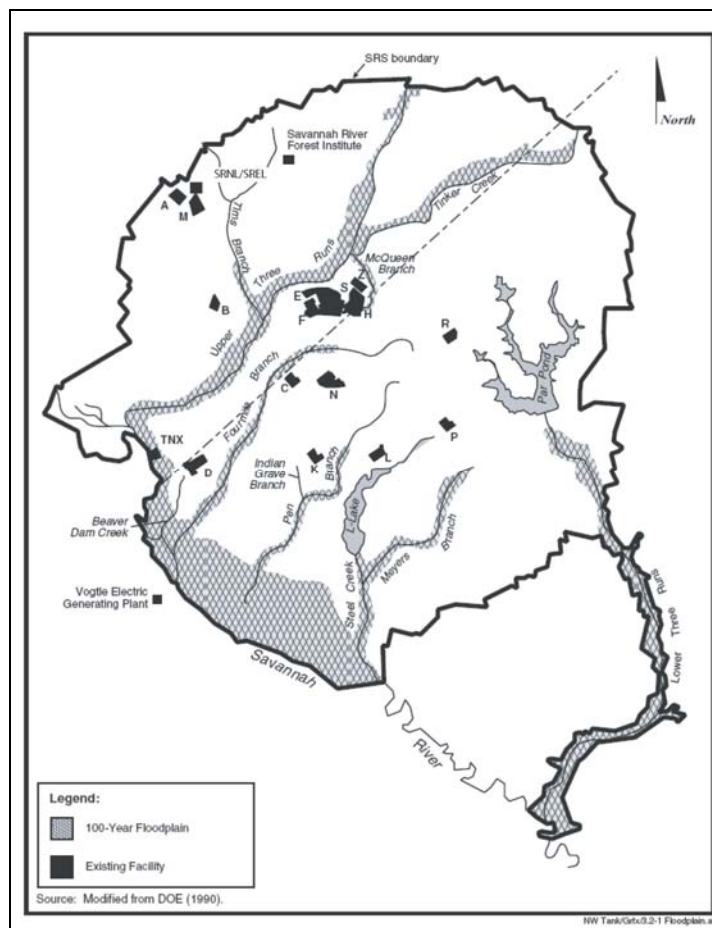 SRS boundary
North
Savannah River
Forest Institute
SRNL/SREL
A
M
Tims
Branch
Tinker
Creek
Upper
Three
Runs
McQueen
Branch
Z
S
E
F
H
B
R
Par Pond
Fourmile
Branch
C
N
P
TNX
D
K
L
Indian
Grave
Branch
Pen
Branch
L-Lake
Beaver
Dam Creek
Meyers
Branch
Steel Creek
Vogtle Electric
Generating Plant
Savannah
River
Lower Three Runs
Legend:
100-Year Floodplain
Existing Facility
Source: Modified from DOE (1990).
NW Tank/Grfx/3.2-1 Floodplain.a